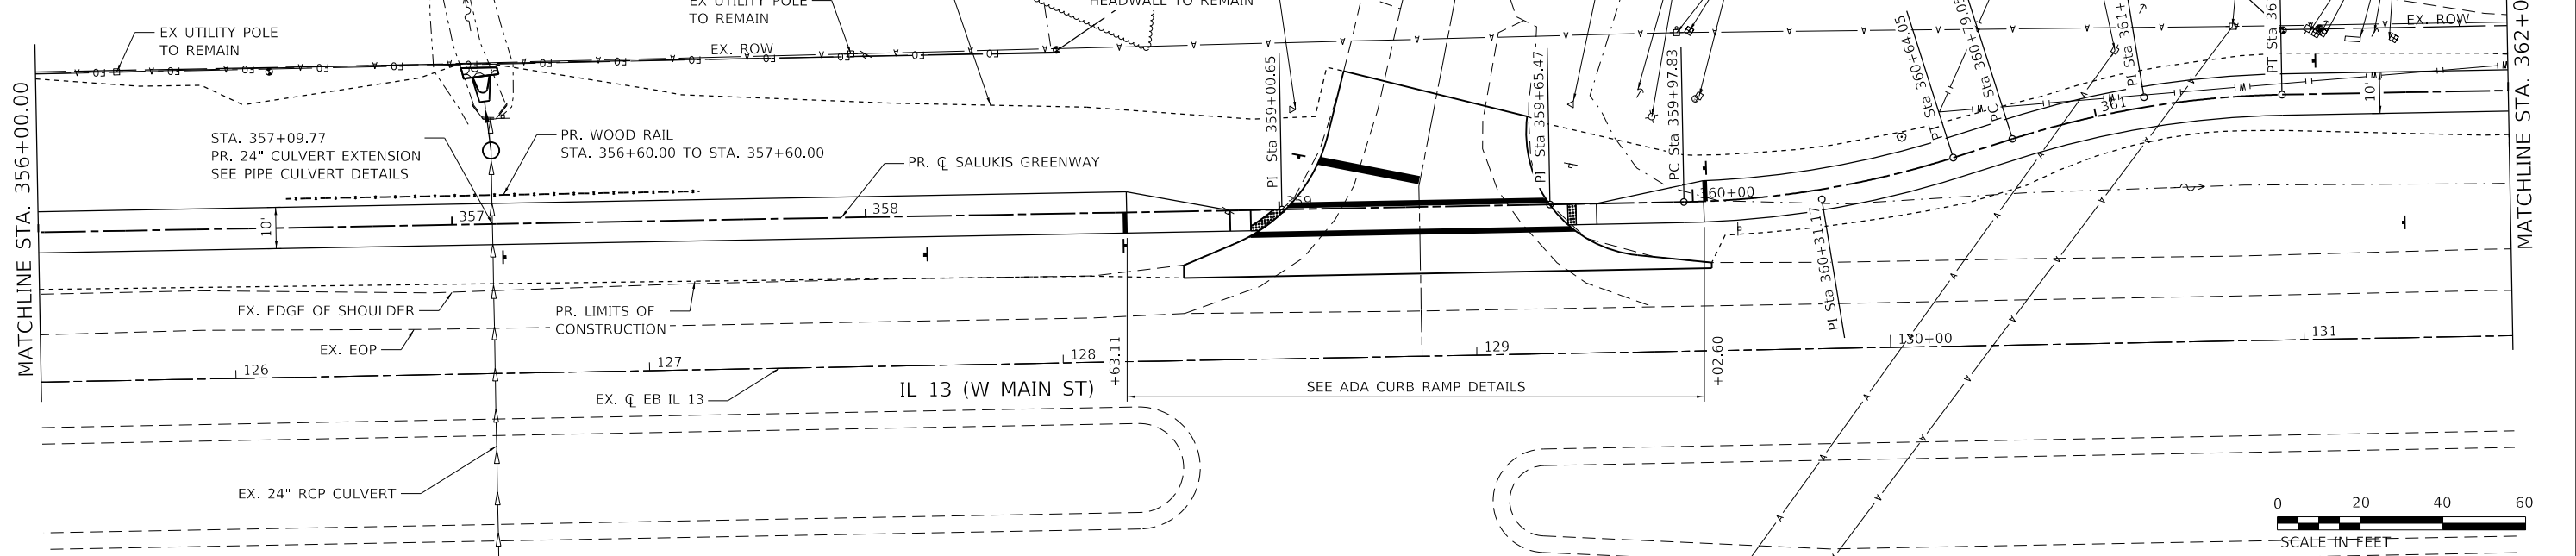 EX UTILITY POLE
TO REMAIN
EX UTILITY POLE
TO REMAIN
HEADWALL TO REMAIN
EX. ROW
EX. ROW
MATCHLINE STA. 356+00.00
STA. 357+09.77
PR. 24" CULVERT EXTENSION
SEE PIPE CULVERT DETAILS
PR. WOOD RAIL
STA. 356+60.00 TO STA. 357+60.00
PR. ℄ SALUKIS GREENWAY
PI Sta 359+00.65
PI Sta 359+65.47
PC Sta 359+97.83
PI Sta 360+31.17
PT Sta 360+64.05
PC Sta 360+79.05
PI Sta 361+
PT Sta 36
MATCHLINE STA. 362+0
10'
357
358
359
360+00
361
10'
EX. EDGE OF SHOULDER
PR. LIMITS OF
CONSTRUCTION
EX. EOP
126
127
128
129
130+00
131
+63.11
+02.60
SEE ADA CURB RAMP DETAILS
IL 13 (W MAIN ST)
EX. ℄ EB IL 13
EX. 24" RCP CULVERT
0 20 40 60
SCALE IN FEET